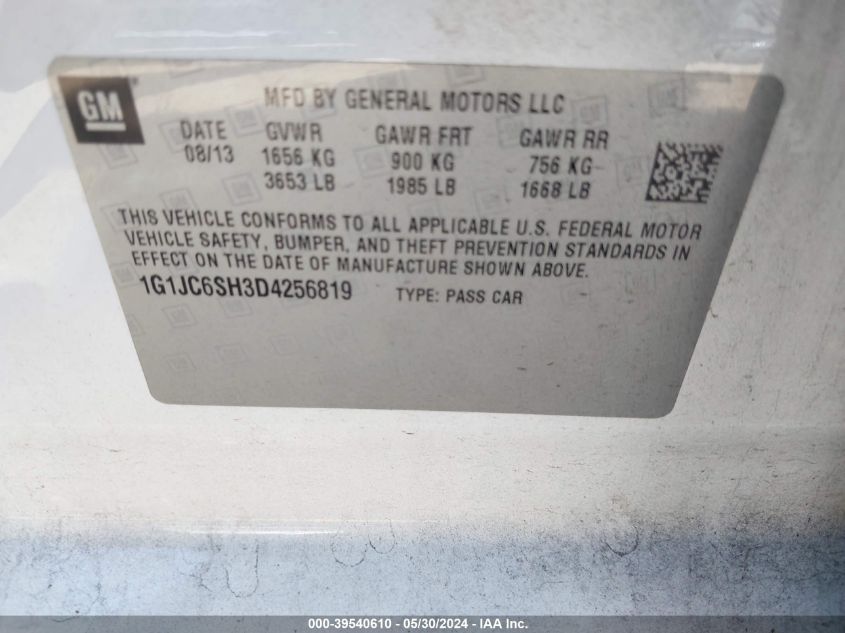 GM
MFD BY GENERAL MOTORS LLC
DATE GVWR GAWR FRT GAWR RR
08/13 1656 KG 900 KG 756 KG
3653 LB 1985 LB 1668 LB
THIS VEHICLE CONFORMS TO ALL APPLICABLE U.S. FEDERAL MOTOR
VEHICLE SAFETY, BUMPER, AND THEFT PREVENTION STANDARDS IN
EFFECT ON THE DATE OF MANUFACTURE SHOWN ABOVE.
1G1JC6SH3D4256819 TYPE: PASS CAR
000-39540610 - 05/30/2024 - IAA Inc.